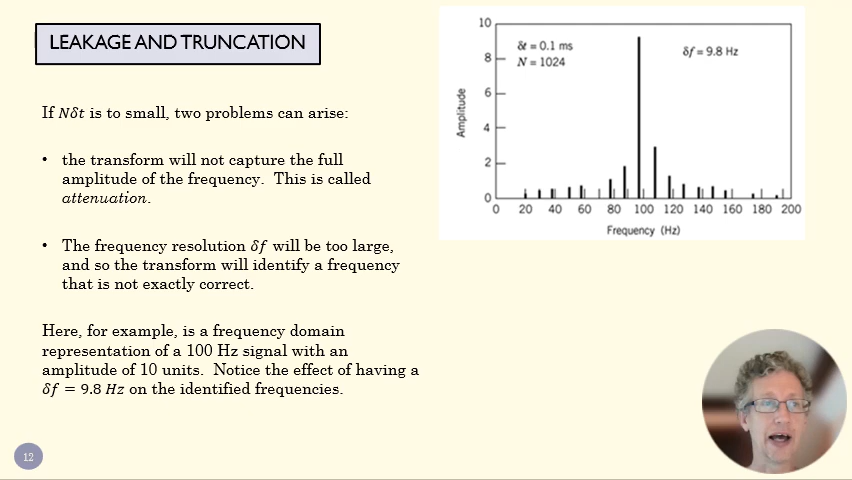 LEAKAGE AND TRUNCATION
If 𝑁𝛿𝑡 is to small, two problems can arise:
• the transform will not capture the full
amplitude of the frequency. This is called
attenuation.
• The frequency resolution 𝛿𝑓 will be too large,
and so the transform will identify a frequency
that is not exactly correct.
Here, for example, is a frequency domain
representation of a 100 Hz signal with an
amplitude of 10 units. Notice the effect of having a
𝛿𝑓 = 9.8 𝐻𝑧 on the identified frequencies.
12
δt = 0.1 ms
N = 1024
δf = 9.8 Hz
Amplitude
10
8
6
4
2
0
0 20 40 60 80 100 120 140 160 180 200
Frequency (Hz)